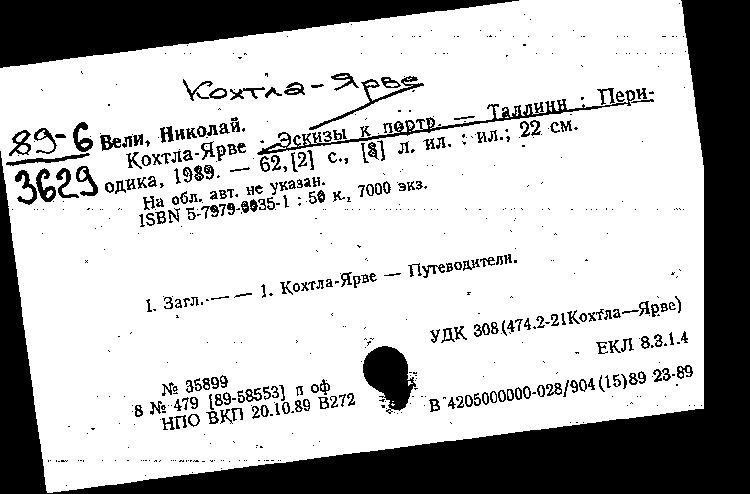 Кохтла-Ярве
89-6
3629
Вели, Николай.
Кохтла-Ярве : Эскизы к портр. — Таллинн : Пери-
одика, 1989. — 62,[2] с., [8] л. ил. : ил.; 22 см.
На обл. авт. не указан.
ISBN 5-7979-0035-1 : 50 к., 7000 экз.
I. Загл. — — 1. Кохтла-Ярве — Путеводители.
УДК 308(474.2-21Кохтла—Ярве)
ЕКЛ 8.3.1.4
№ 35899
8 № 479 [89-58553] п оф
НПО ВКП 20.10.89 В272
В 4205000000-028/904(15)89 23-89